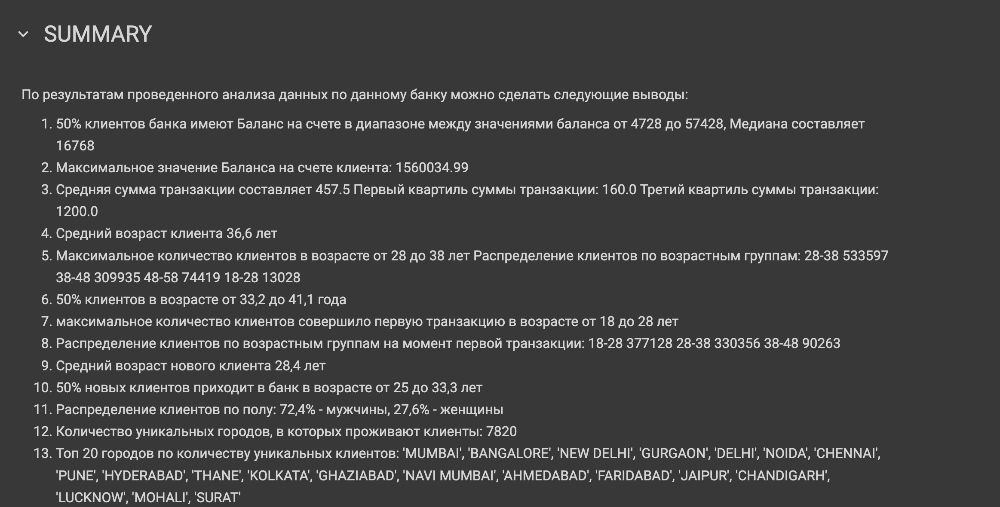 SUMMARY
По результатам проведенного анализа данных по данному банку можно сделать следующие выводы:
1. 50% клиентов банка имеют Баланс на счете в диапазоне между значениями баланса от 4728 до 57428, Медиана составляет
16768
2. Максимальное значение Баланса на счете клиента: 1560034.99
3. Средняя сумма транзакции составляет 457.5 Первый квартиль суммы транзакции: 160.0 Третий квартиль суммы транзакции:
1200.0
4. Средний возраст клиента 36,6 лет
5. Максимальное количество клиентов в возрасте от 28 до 38 лет Распределение клиентов по возрастным группам: 28-38 533597
38-48 309935 48-58 74419 18-28 13028
6. 50% клиентов в возрасте от 33,2 до 41,1 года
7. максимальное количество клиентов совершило первую транзакцию в возрасте от 18 до 28 лет
8. Распределение клиентов по возрастным группам на момент первой транзакции: 18-28 377128 28-38 330356 38-48 90263
9. Средний возраст нового клиента 28,4 лет
10. 50% новых клиентов приходит в банк в возрасте от 25 до 33,3 лет
11. Распределение клиентов по полу: 72,4% - мужчины, 27,6% - женщины
12. Количество уникальных городов, в которых проживают клиенты: 7820
13. Топ 20 городов по количеству уникальных клиентов: 'MUMBAI', 'BANGALORE', 'NEW DELHI', 'GURGAON', 'DELHI', 'NOIDA', 'CHENNAI',
'PUNE', 'HYDERABAD', 'THANE', 'KOLKATA', 'GHAZIABAD', 'NAVI MUMBAI', 'AHMEDABAD', 'FARIDABAD', 'JAIPUR', 'CHANDIGARH',
'LUCKNOW', 'MOHALI', 'SURAT'